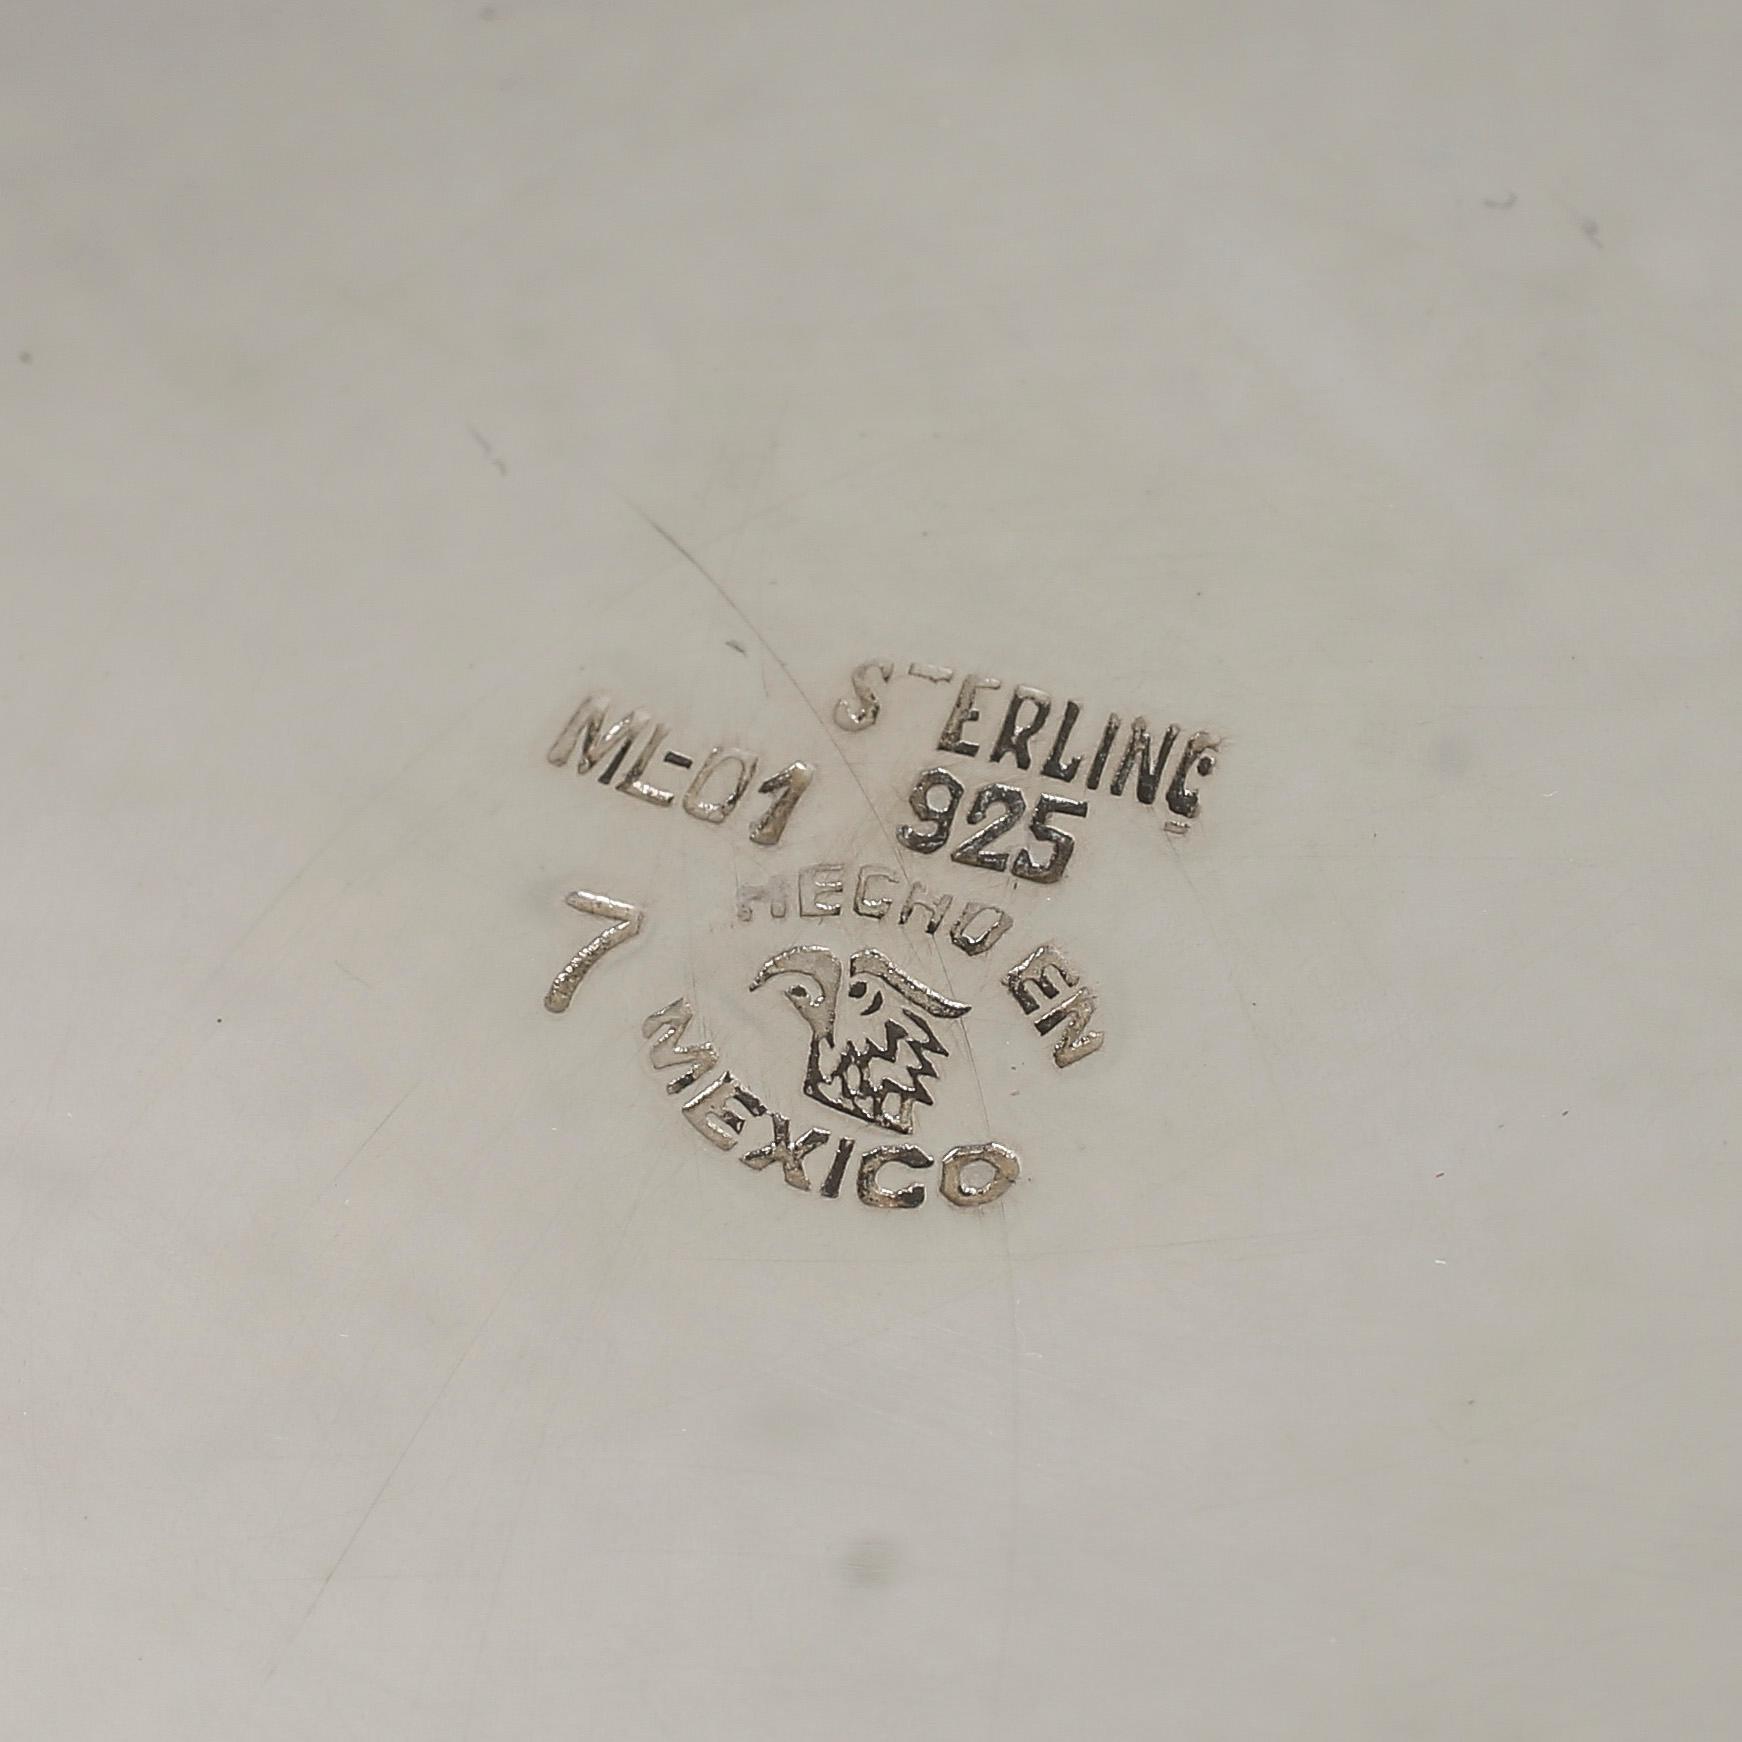 STERLING
ML-01
925
7
HECHO EN
MEXICO